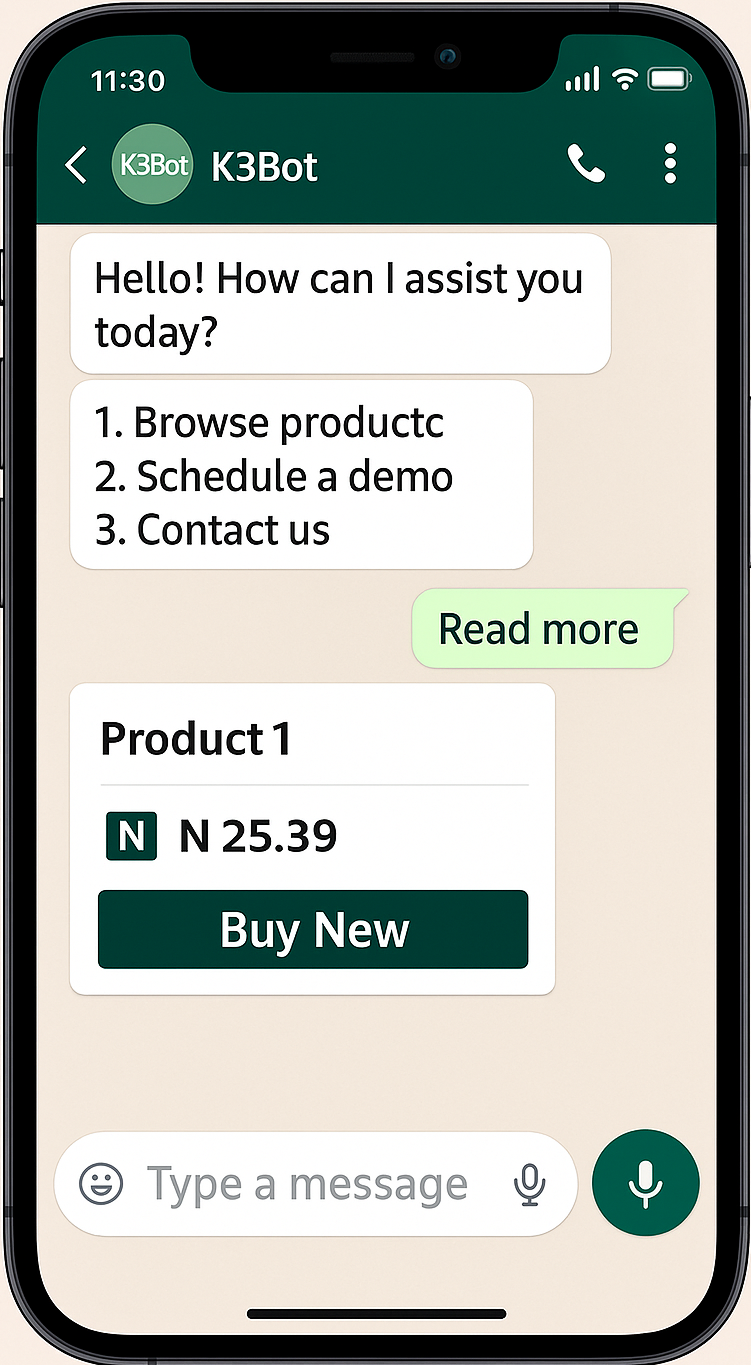 11:30
K3Bot K3Bot
Hello! How can I assist you
today?
1. Browse productc
2. Schedule a demo
3. Contact us
Read more
Product 1
N N 25.39
Buy New
Type a message